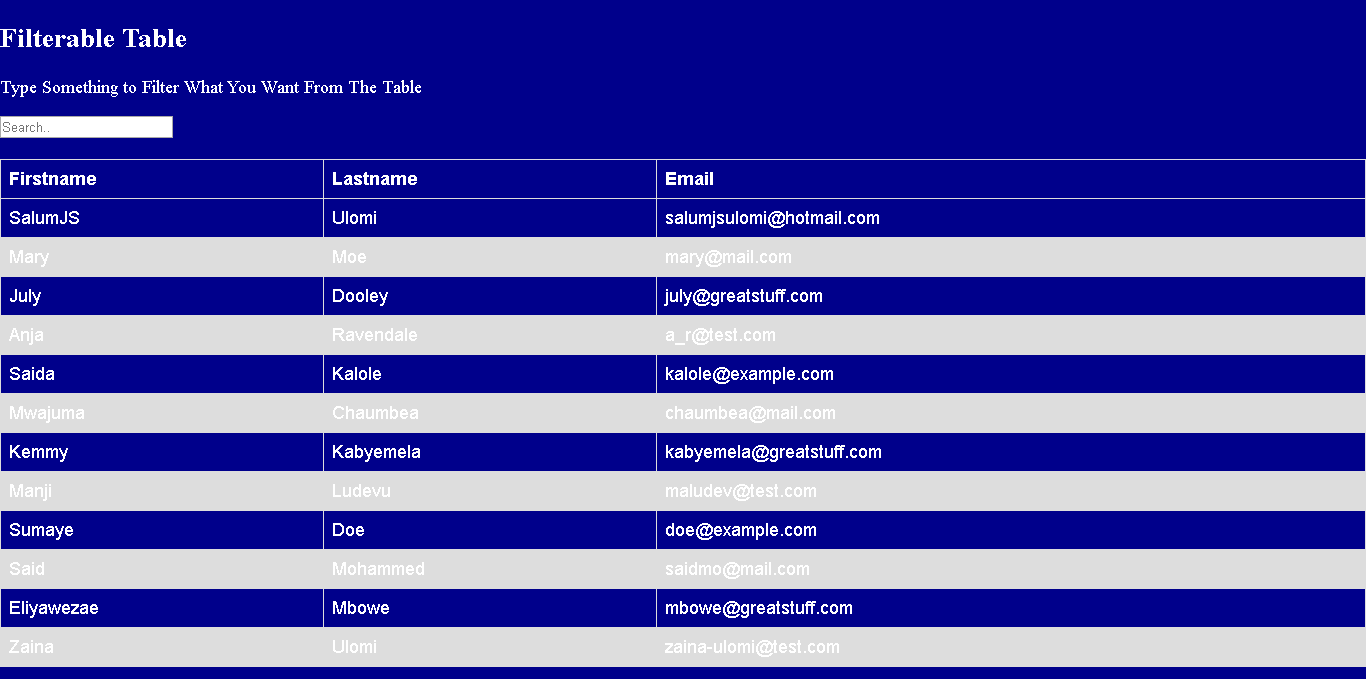 Filterable Table
Type Something to Filter What You Want From The Table
Search..
Firstname Lastname Email
SalumJS Ulomi salumjsulomi@hotmail.com
Mary Moe mary@mail.com
July Dooley july@greatstuff.com
Anja Ravendale a_r@test.com
Saida Kalole kalole@example.com
Mwajuma Chaumbea chaumbea@mail.com
Kemmy Kabyemela kabyemela@greatstuff.com
Manji Ludevu maludev@test.com
Sumaye Doe doe@example.com
Said Mohammed saidmo@mail.com
Eliyawezae Mbowe mbowe@greatstuff.com
Zaina Ulomi zaina-ulomi@test.com